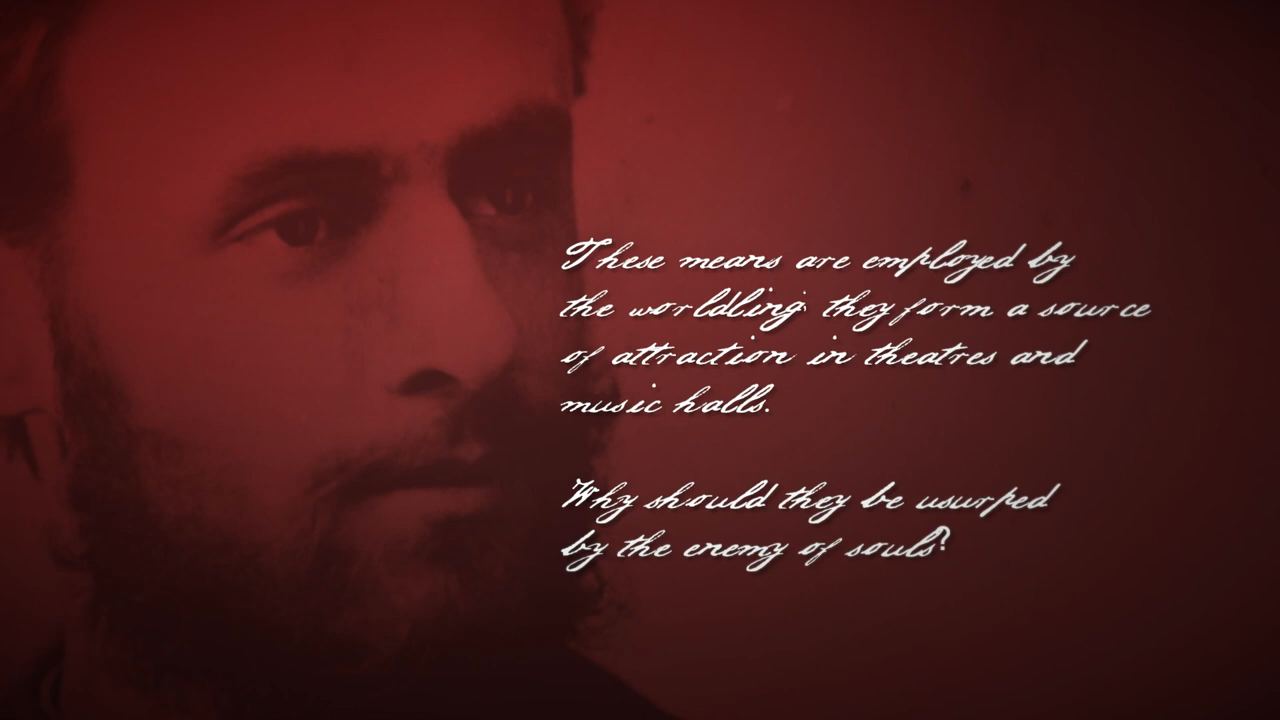 These means are employed by
the worldling; they form a source
of attraction in theatres and
music halls.
Why should they be usurped
by the enemy of souls?